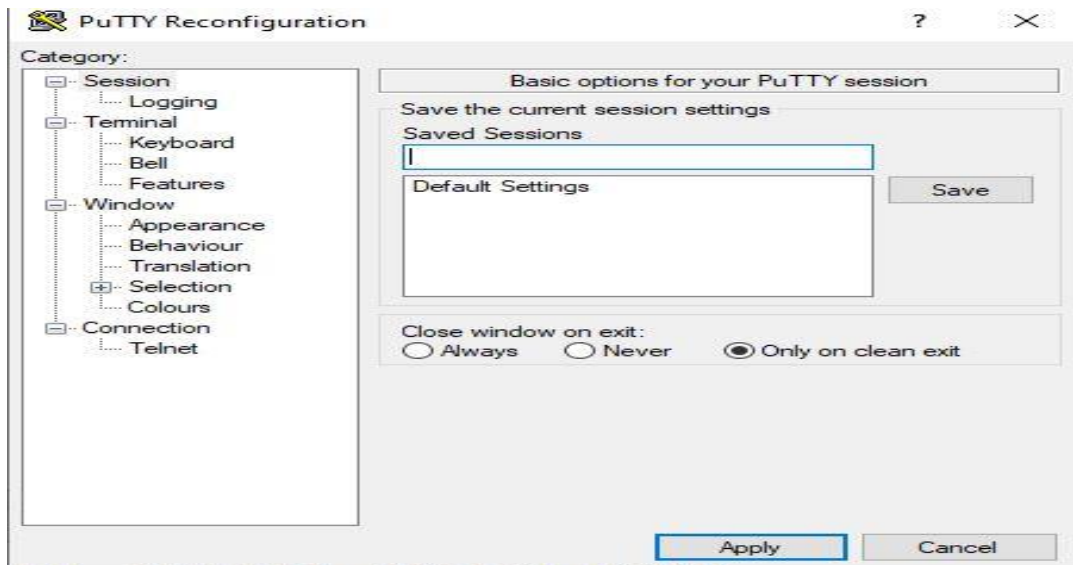 PuTTY Reconfiguration
?
Category:
Session
Logging
Terminal
Keyboard
Bell
Features
Window
Appearance
Behaviour
Translation
Selection
Colours
Connection
Telnet
Basic options for your PuTTY session
Save the current session settings
Saved Sessions
Default Settings
Save
Close window on exit:
Always Never Only on clean exit
Apply Cancel